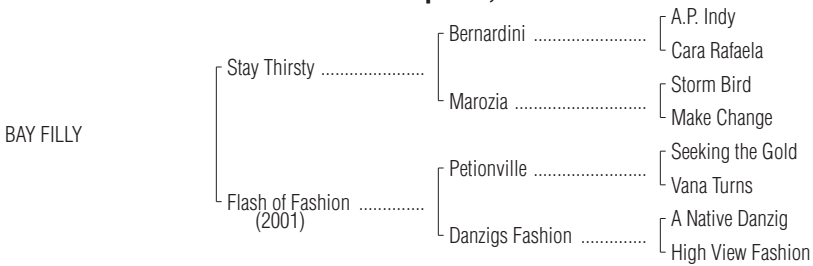 A.P. Indy
Bernardini ........................
Cara Rafaela
Stay Thirsty ......................
Storm Bird
Marozia ............................
Make Change
BAY FILLY
Seeking the Gold
Petionville ........................
Vana Turns
Flash of Fashion ..............
(2001)
A Native Danzig
Danzigs Fashion ..............
High View Fashion